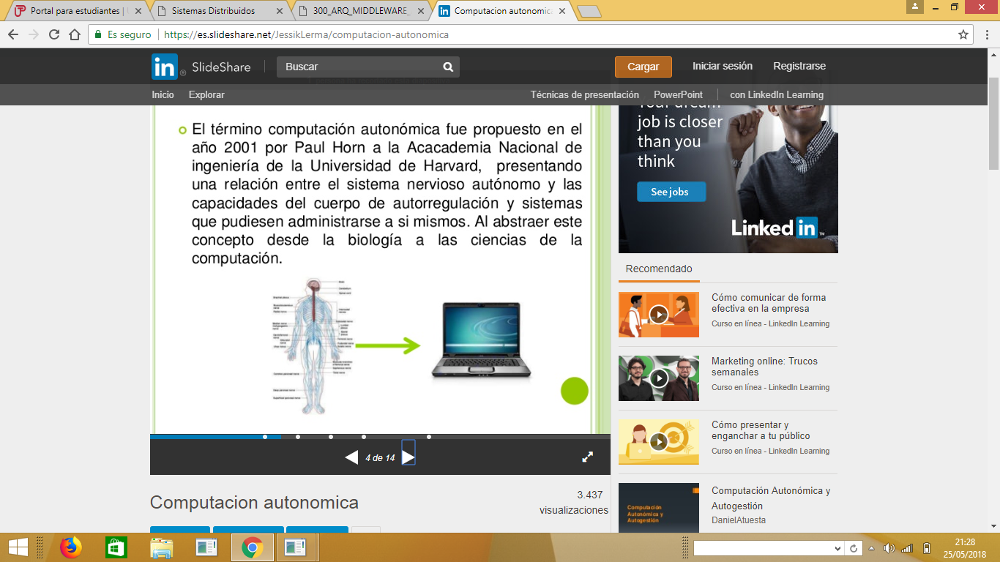 Portal para estudiantes |
Sistemas Distribuidos
300_ARQ_MIDDLEWARE_
Computacion autonomic
Es seguro
https://es.slideshare.net/JessikLerma/computacion-autonomica
in SlideShare
Buscar
Cargar
Iniciar sesión
Registrarse
Inicio
Explorar
Técnicas de presentación
PowerPoint
con LinkedIn Learning
El término computación autonómica fue propuesto en el
año 2001 por Paul Horn a la Acacademia Nacional de
ingeniería de la Universidad de Harvard, presentando
una relación entre el sistema nervioso autónomo y las
capacidades del cuerpo de autorregulación y sistemas
que pudiesen administrarse a si mismos. Al abstraer este
concepto desde la biología a las ciencias de la
computación.
4 de 14
Computacion autonomica
3.437
visualizaciones
Your dream
job is closer
than you
think
See jobs
Linked in
Recomendado
Cómo comunicar de forma
efectiva en la empresa
Curso en línea - LinkedIn Learning
Marketing online: Trucos
semanales
Curso en línea - LinkedIn Learning
Cómo presentar y
enganchar a tu público
Curso en línea - LinkedIn Learning
Computación
Autonómica y
Autogestión
Computación Autonómica y
Autogestión
DanielAtuesta
21:28
25/05/2018